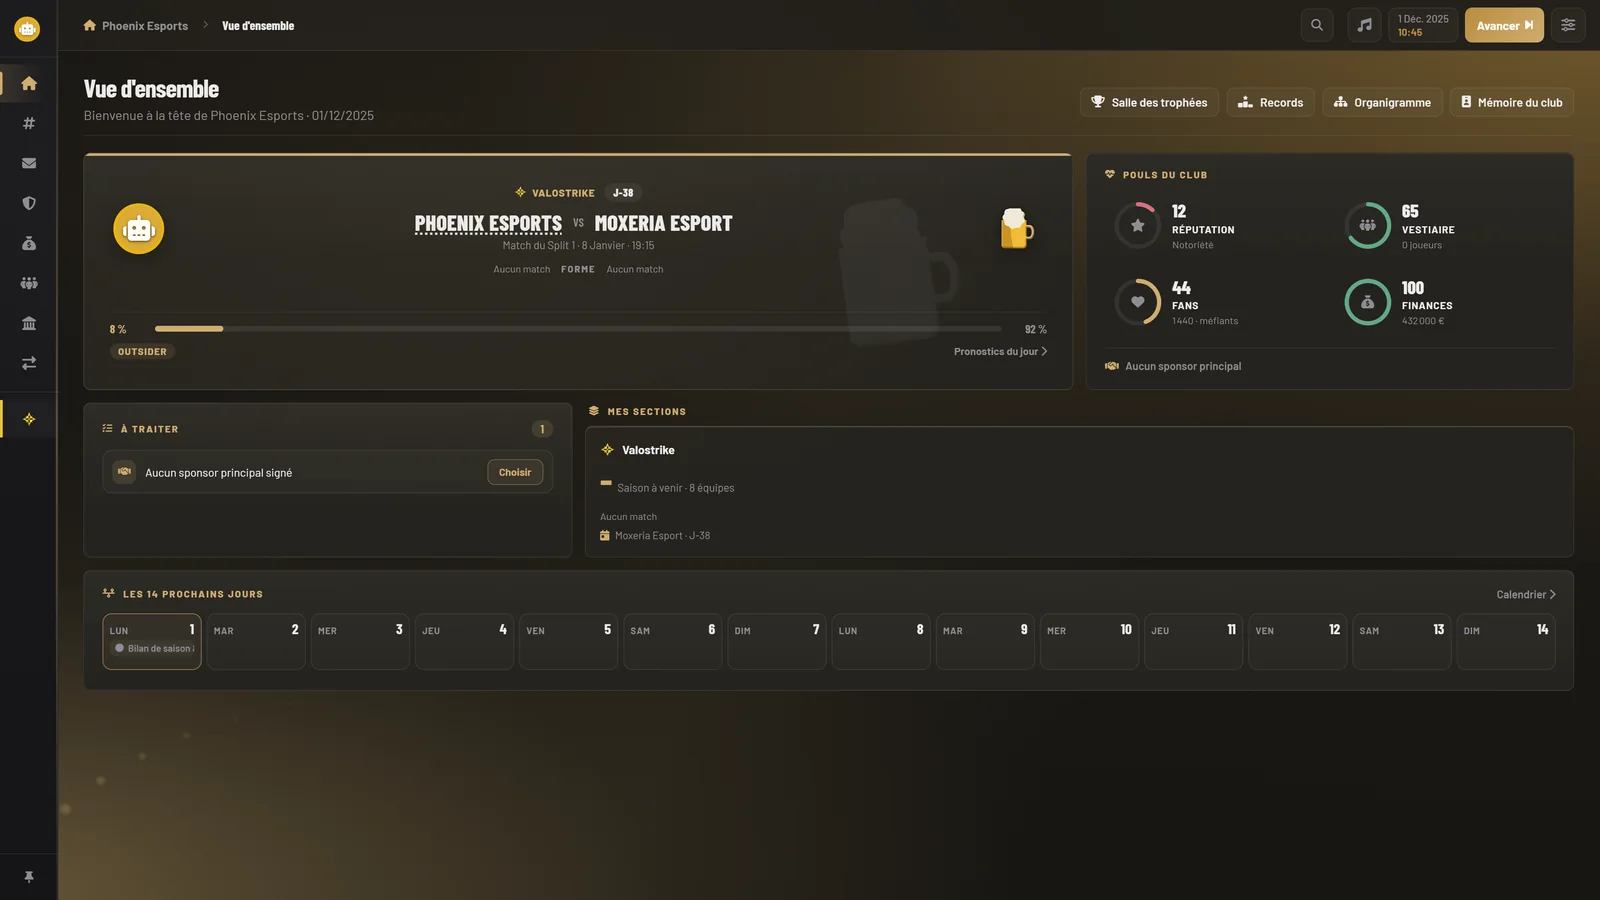 Phoenix Esports > Vue d'ensemble
1 Déc. 2025
10:45
Avancer
Vue d'ensemble
Bienvenue à la tête de Phoenix Esports · 01/12/2025
Salle des trophées
Records
Organigramme
Mémoire du club
VALOSTRIKE J-38
PHOENIX ESPORTS VS MOXERIA ESPORT
Match du Split 1 · 8 Janvier · 19:15
Aucun match FORME Aucun match
8 %
92 %
OUTSIDER
Pronostics du jour
POULS DU CLUB
12
RÉPUTATION
Notoriété
65
VESTIAIRE
0 joueurs
44
FANS
1440 · méfiants
100
FINANCES
432 000 €
Aucun sponsor principal
À TRAITER
1
Aucun sponsor principal signé
Choisir
MES SECTIONS
Valostrike
Saison à venir · 8 équipes
Aucun match
Moxeria Esport · J-38
LES 14 PROCHAINS JOURS
Calendrier
LUN 1
Bilan de saison
MAR 2
MER 3
JEU 4
VEN 5
SAM 6
DIM 7
LUN 8
MAR 9
MER 10
JEU 11
VEN 12
SAM 13
DIM 14